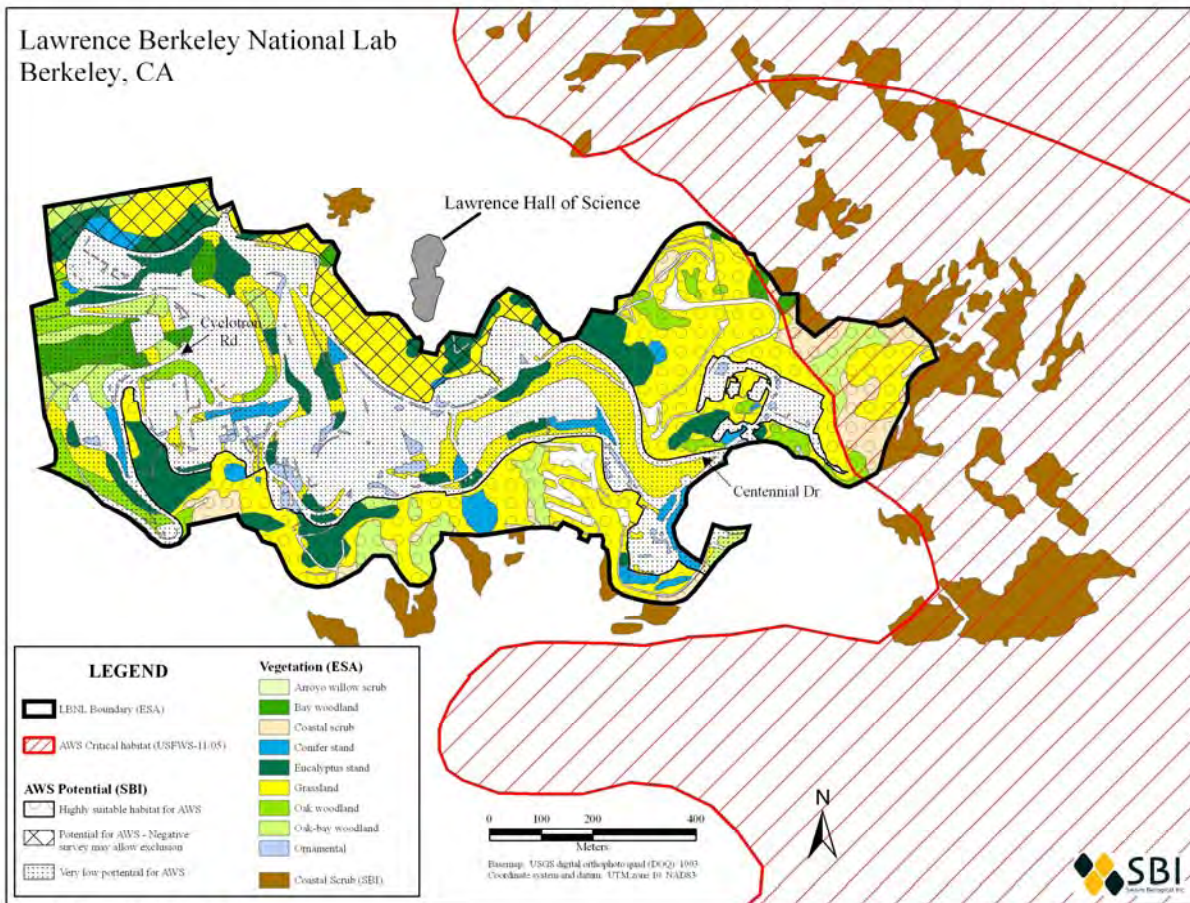 Lawrence Berkeley National Lab
Berkeley, CA
Lawrence Hall of Science
Cyclotron
Rd
Centennial Dr
LEGEND
LBNL Boundary (ESA)
AWS Critical habitat (USFWS-11/05)
AWS Potential (SBI)
Highly suitable habitat for AWS
Potential for AWS - Negative
survey may allow exclusion
Very low portential for AWS
Vegetation (ESA)
Arroyo willow scrub
Bay woodland
Coastal scrub
Conifer stand
Eucalyptus stand
Grassland
Oak woodland
Oak-bay woodland
Ornamental
Coastal Scrub (SBI)
0 100 200 400
Meters
Basemap: USGS digital orthophoto quad (DOQ)
Coordinate system and datum: UTM zone 10 NAD83
N
SBI
Swaim Biological Inc